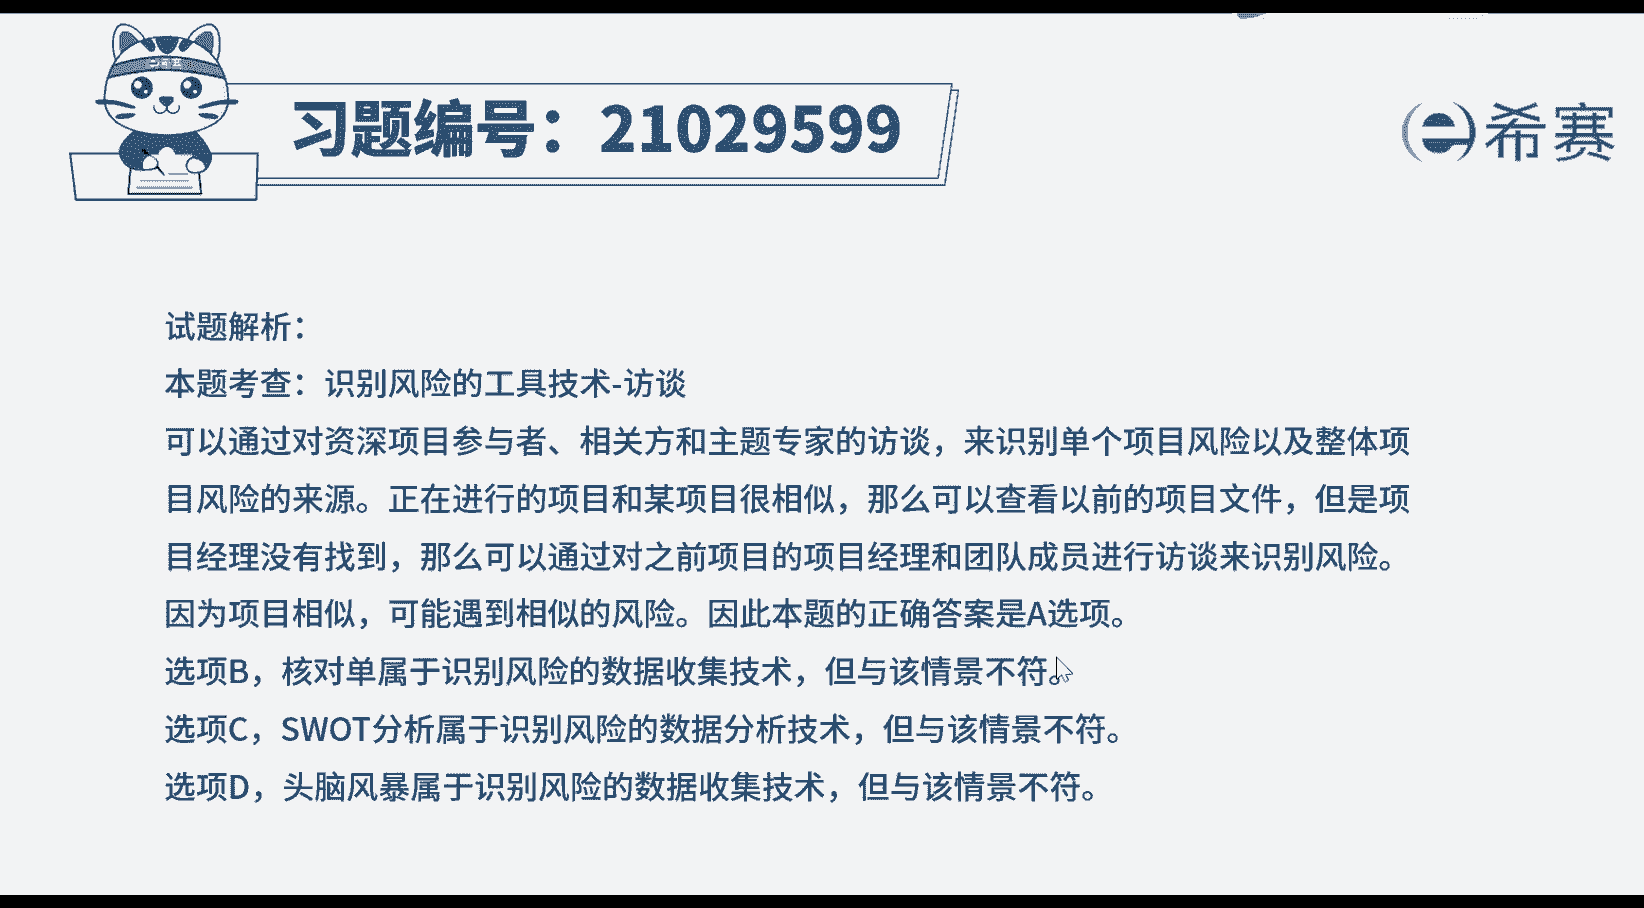 习题编号：21029599
希赛
试题解析：
本题考查：识别风险的工具技术-访谈
可以通过对资深项目参与者、相关方和主题专家的访谈，来识别单个项目风险以及整体项
目风险的来源。正在进行的项目和某项目很相似，那么可以查看以前的项目文件，但是项
目经理没有找到，那么可以通过对之前项目的项目经理和团队成员进行访谈来识别风险。
因为项目相似，可能遇到相似的风险。因此本题的正确答案是A选项。
选项B，核对单属于识别风险的数据收集技术，但与该情景不符。
选项C，SWOT分析属于识别风险的数据分析技术，但与该情景不符。
选项D，头脑风暴属于识别风险的数据收集技术，但与该情景不符。